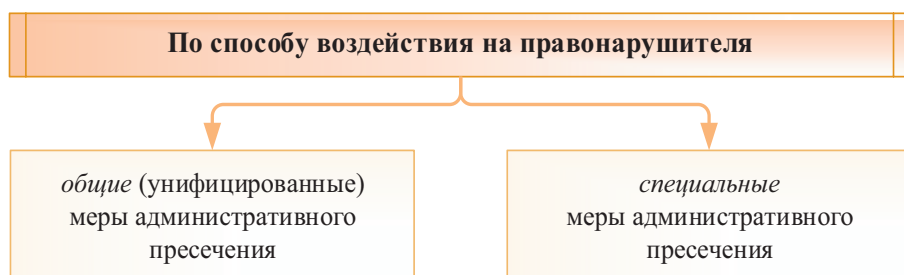 По способу воздействия на правонарушителя
общие (унифицированные)
меры административного
пресечения
специальные
меры административного
пресечения